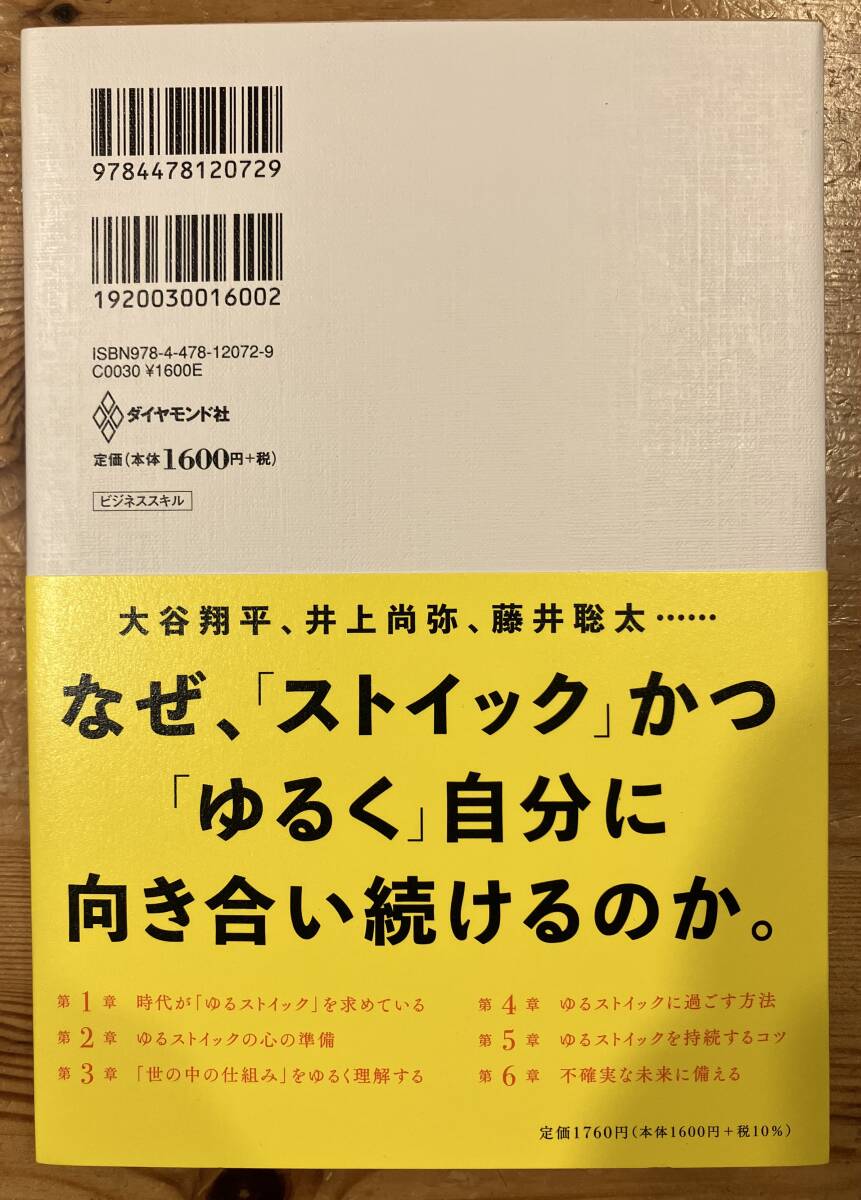 9784478120729
1920030016002
ISBN978-4-478-12072-9
C0030 ¥1600E
ダイヤモンド社
定価(本体1600円+税)
ビジネススキル
大谷翔平、井上尚弥、藤井聡太……
なぜ、「ストイック」かつ
「ゆるく」自分に
向き合い続けるのか。
第1章 時代が「ゆるストイック」を求めている
第2章 ゆるストイックの心の準備
第3章 「世の中の仕組み」をゆるく理解する
第4章 ゆるストイックに過ごす方法
第5章 ゆるストイックを持続するコツ
第6章 不確実な未来に備える
定価1760円(本体1600円+税10%)